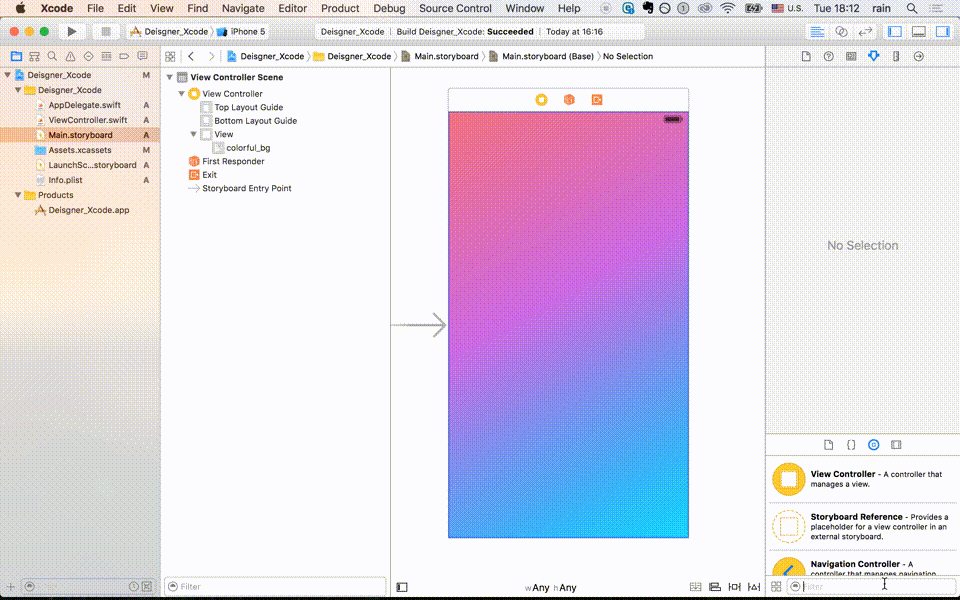 Xcode File Edit View Find Navigate Editor Product Debug Source Control Window Help U.S. Tue 18:12 rain
Deisgner_Xcode iPhone 5 Deisgner_Xcode Build Deisgner_Xcode: Succeeded Today at 16:16
Deisgner_Xcode Deisgner_Xcode Main.storyboard Main.storyboard (Base) No Selection
Deisgner_Xcode M
Deisgner_Xcode
AppDelegate.swift A
ViewController.swift A
Main.storyboard A
Assets.xcassets M
LaunchSc...storyboard A
Info.plist A
Products
Deisgner_Xcode.app
View Controller Scene
View Controller
Top Layout Guide
Bottom Layout Guide
View
colorful_bg
First Responder
Exit
Storyboard Entry Point
No Selection
View Controller - A controller that
manages a view.
Storyboard Reference - Provides a
placeholder for a view controller in an
external storyboard.
Navigation Controller - A
controller that manages navigation
Filter
wAny hAny
Filter